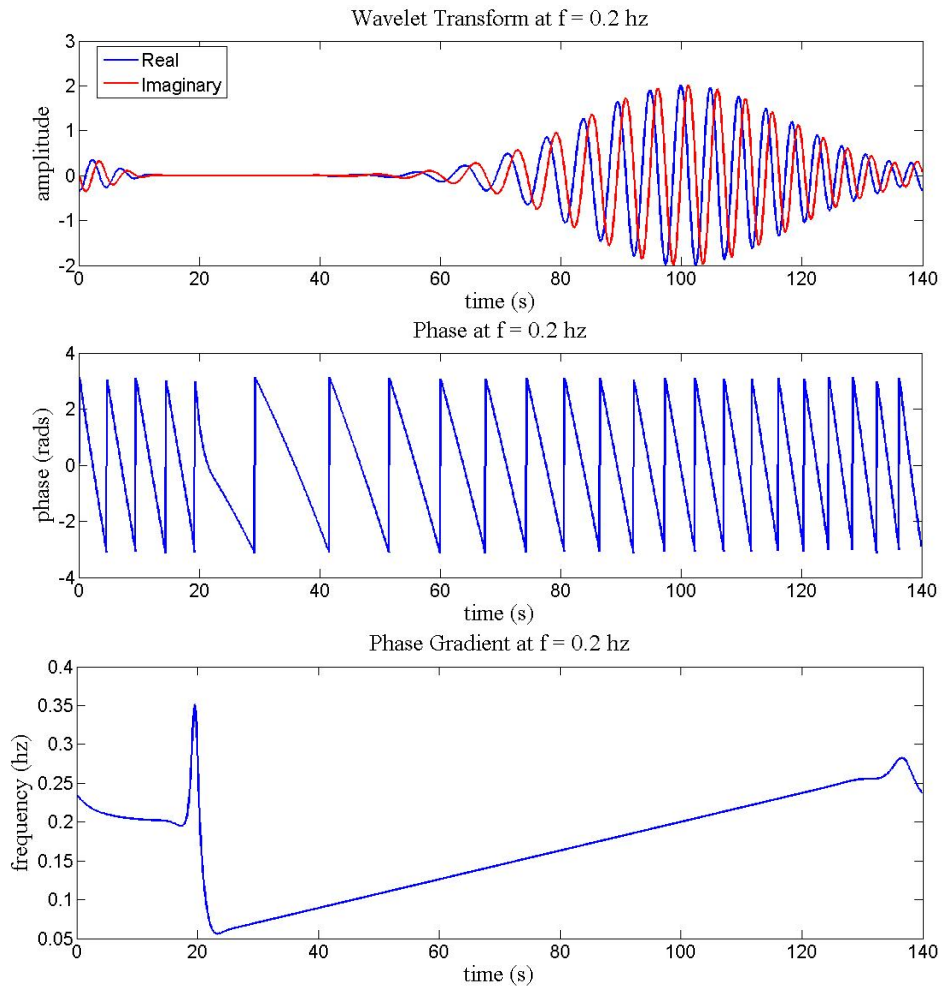 Wavelet Transform at f = 0.2 hz
3
2
1
0
-1
-2
amplitude
Real
Imaginary
0 20 40 60 80 100 120 140
time (s)
Phase at f = 0.2 hz
4
2
0
-2
-4
phase (rads)
0 20 40 60 80 100 120 140
time (s)
Phase Gradient at f = 0.2 hz
0.4
0.35
0.3
0.25
0.2
0.15
0.1
0.05
frequency (hz)
0 20 40 60 80 100 120 140
time (s)